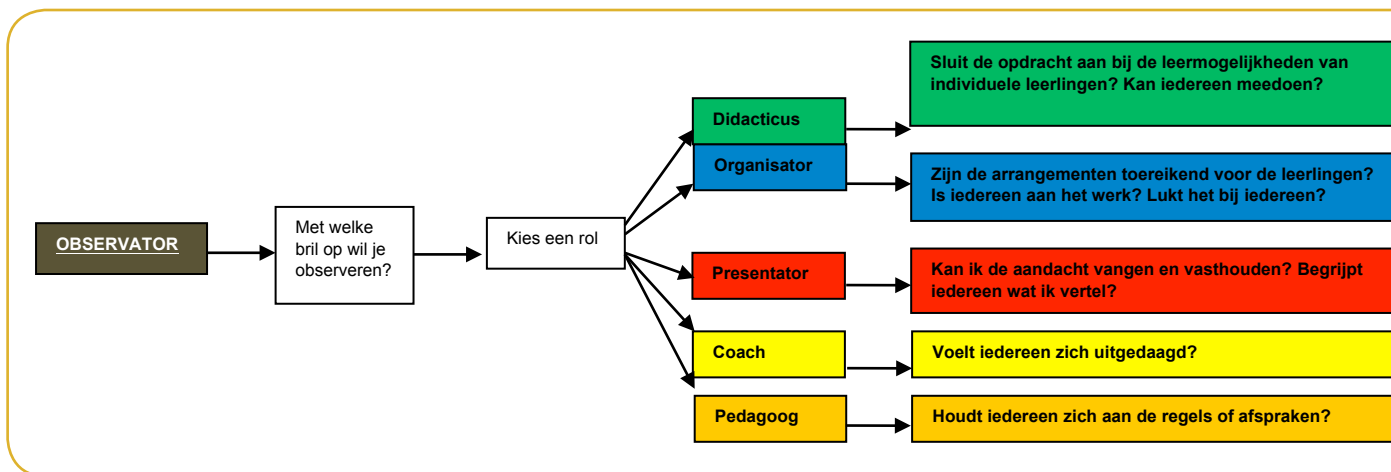 OBSERVATOR
Met welke
bril op wil je
observeren?
Kies een rol
Didacticus
Sluit de opdracht aan bij de leermogelijkheden van
individuele leerlingen? Kan iedereen meedoen?
Organisator
Zijn de arrangementen toereikend voor de leerlingen?
Is iedereen aan het werk? Lukt het bij iedereen?
Presentator
Kan ik de aandacht vangen en vasthouden? Begrijpt
iedereen wat ik vertel?
Coach
Voelt iedereen zich uitgedaagd?
Pedagoog
Houdt iedereen zich aan de regels of afspraken?